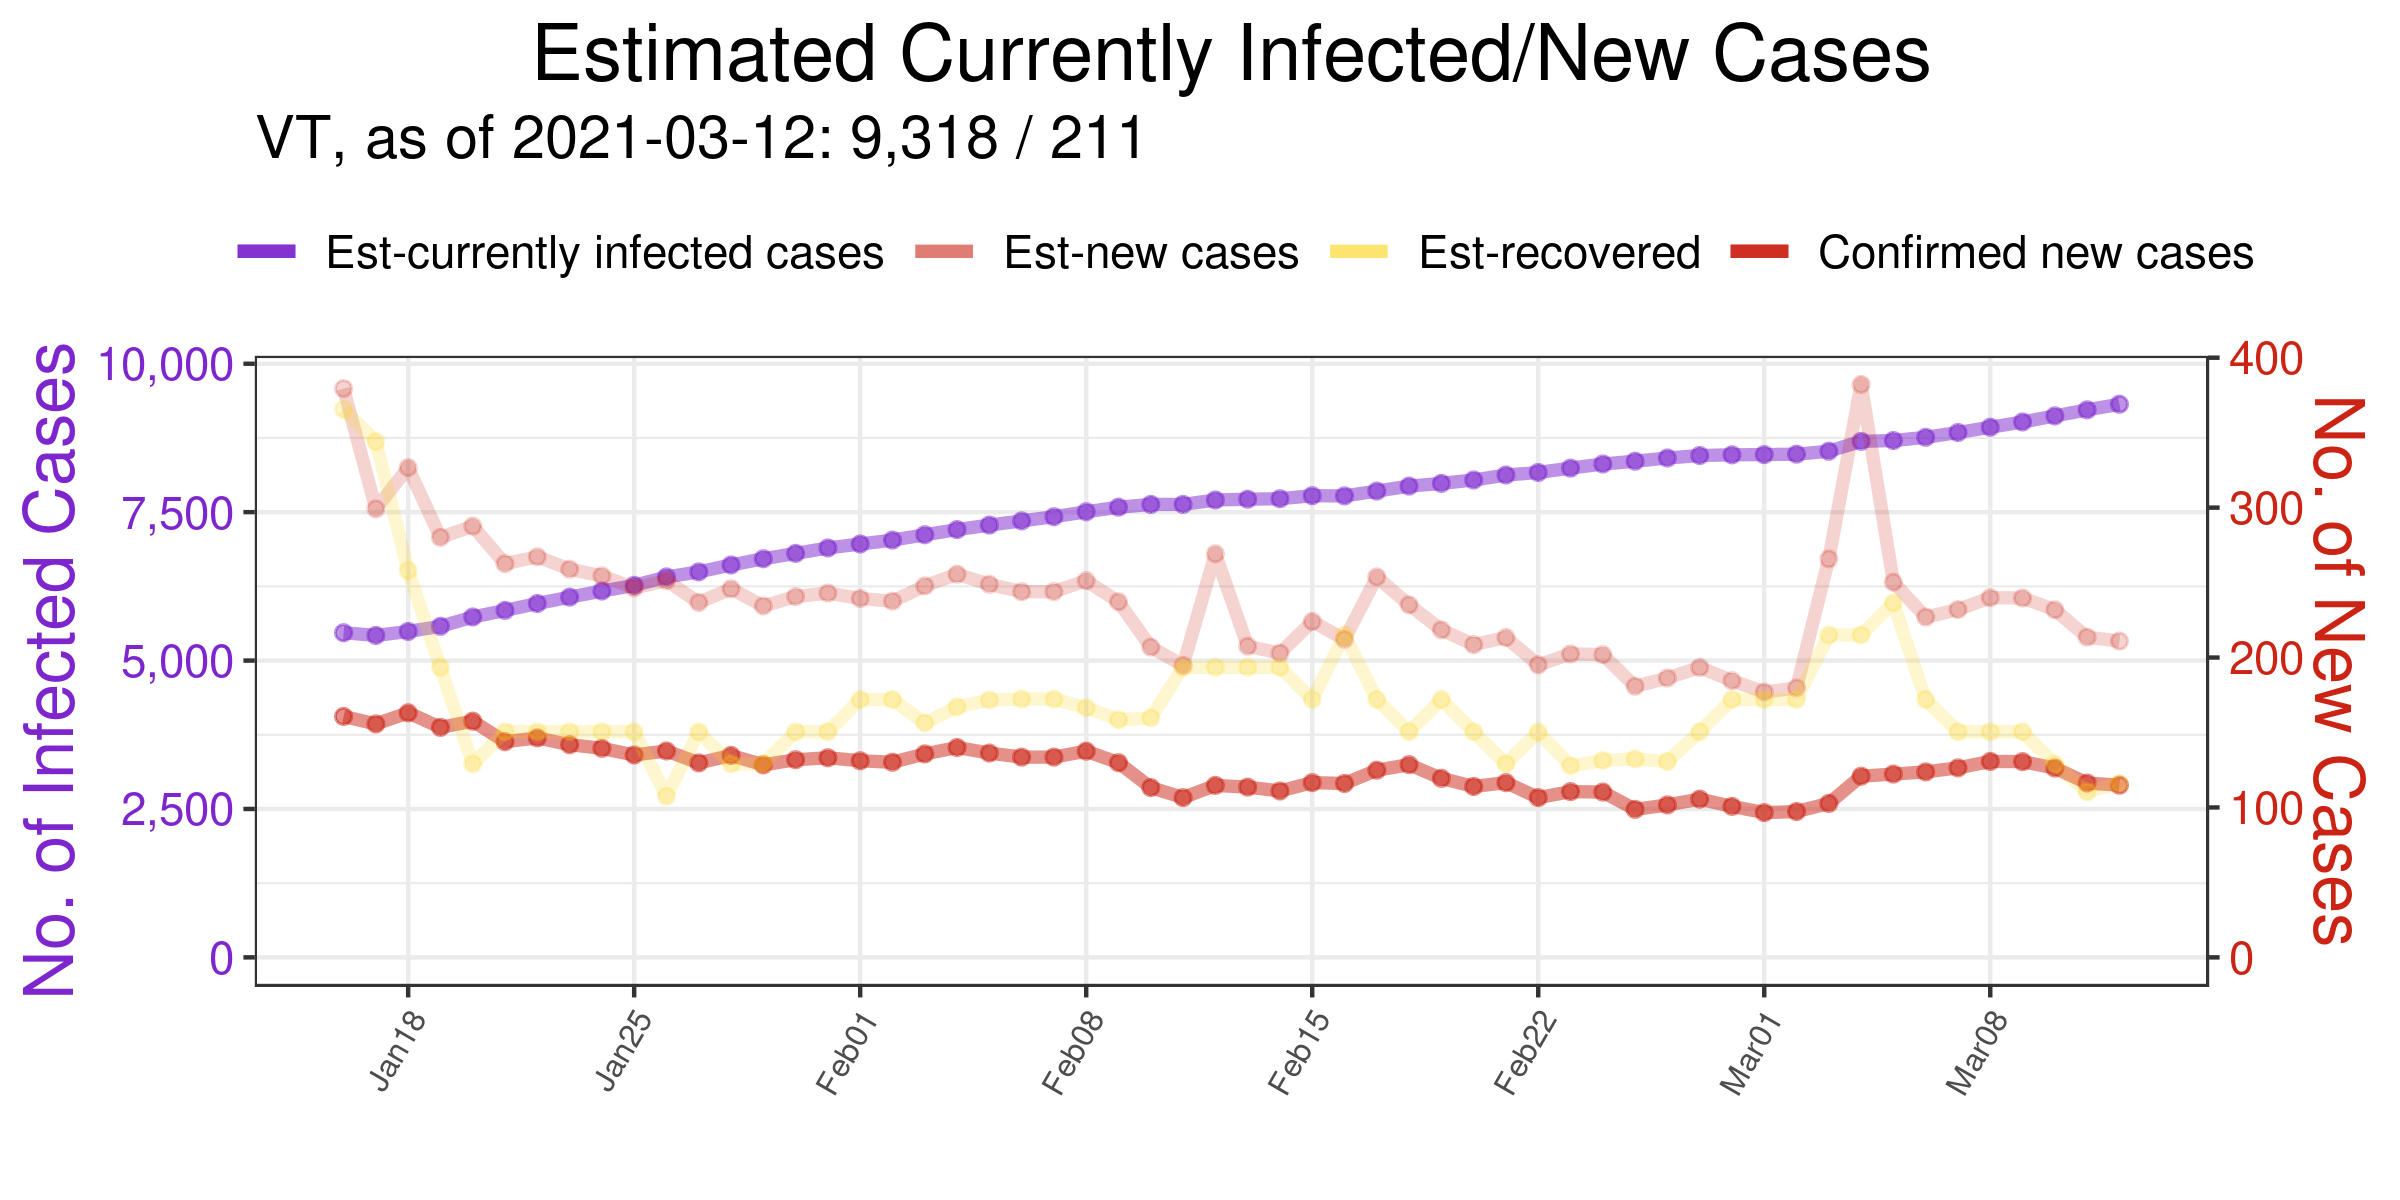 Estimated Currently Infected/New Cases
VT, as of 2021-03-12: 9,318 / 211
Est-currently infected cases Est-new cases Est-recovered Confirmed new cases
No. of Infected Cases
10,000
7,500
5,000
2,500
0
400
300
200
100
0
No. of New Cases
Jan18 Jan25 Feb01 Feb08 Feb15 Feb22 Mar01 Mar08